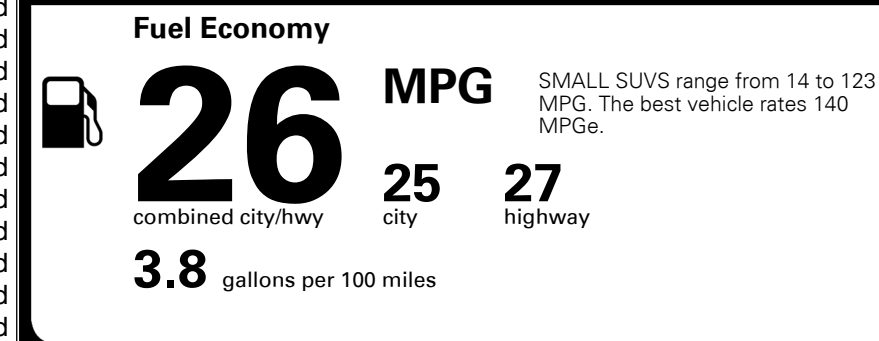 Fuel Economy
26
MPG
SMALL SUVS range from 14 to 123
MPG. The best vehicle rates 140
MPGe.
25
27
combined city/hwy
city
highway
3.8 gallons per 100 miles
d
d
d
d
d
d
d
d
d
d
d